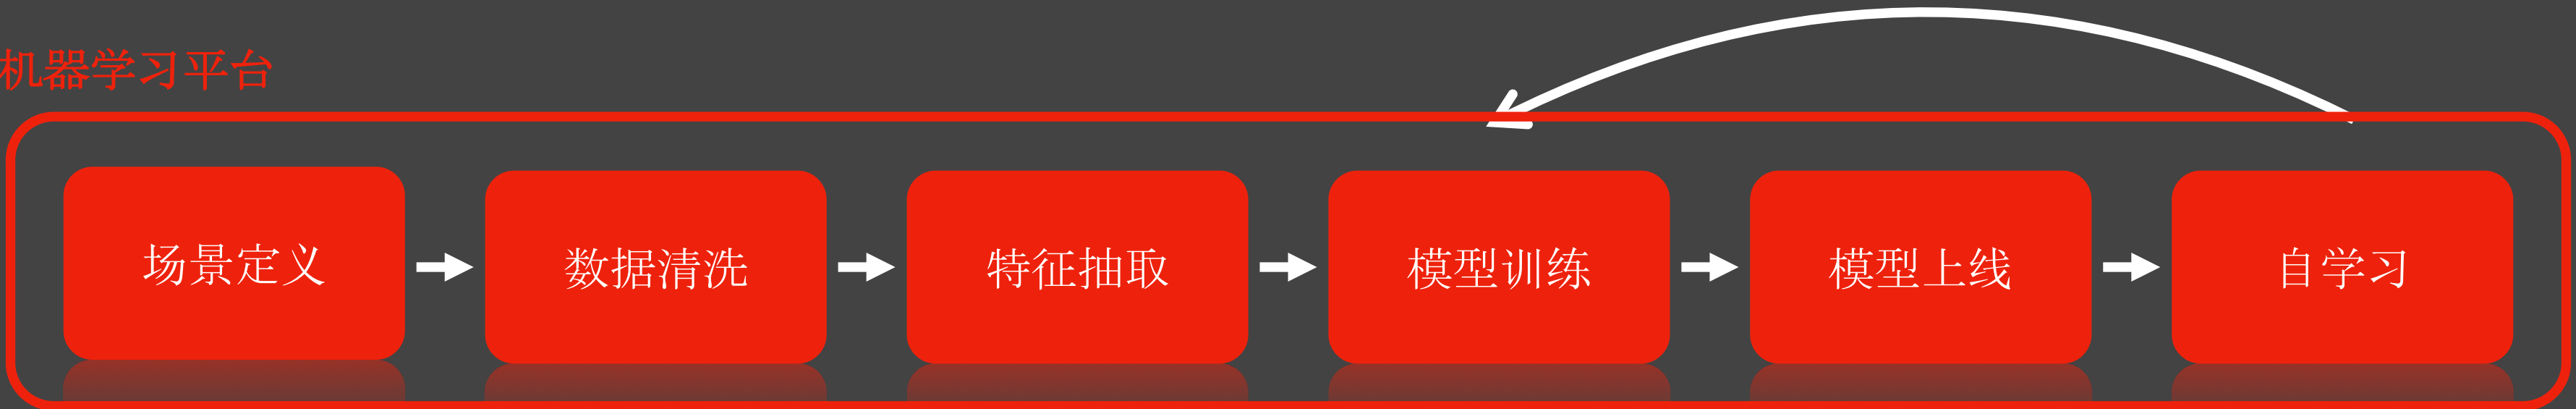 机器学习平台
场景定义
数据清洗
特征抽取
模型训练
模型上线
自学习